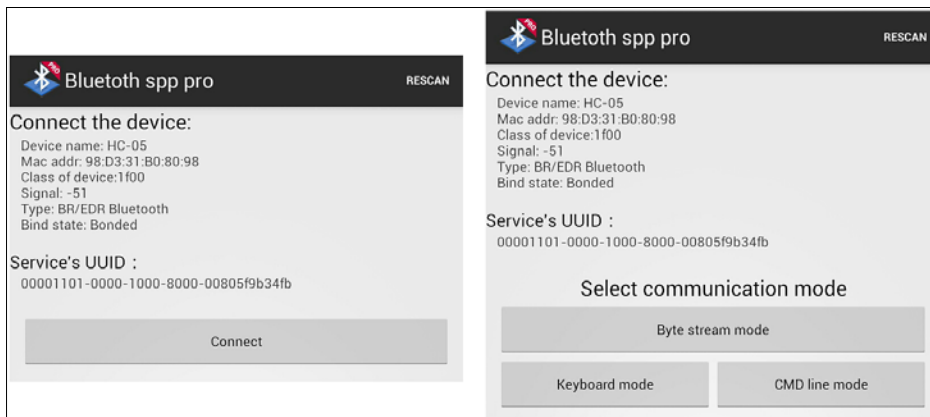 PRO
Bluetoth spp pro
RESCAN
Connect the device:
Device name: HC-05
Mac addr: 98:D3:31:B0:80:98
Class of device:1f00
Signal: -51
Type: BR/EDR Bluetooth
Bind state: Bonded
Service's UUID :
00001101-0000-1000-8000-00805f9b34fb
Connect
PRO
Bluetoth spp pro
RESCAN
Connect the device:
Device name: HC-05
Mac addr: 98:D3:31:B0:80:98
Class of device:1f00
Signal: -51
Type: BR/EDR Bluetooth
Bind state: Bonded
Service's UUID :
00001101-0000-1000-8000-00805f9b34fb
Select communication mode
Byte stream mode
Keyboard mode
CMD line mode